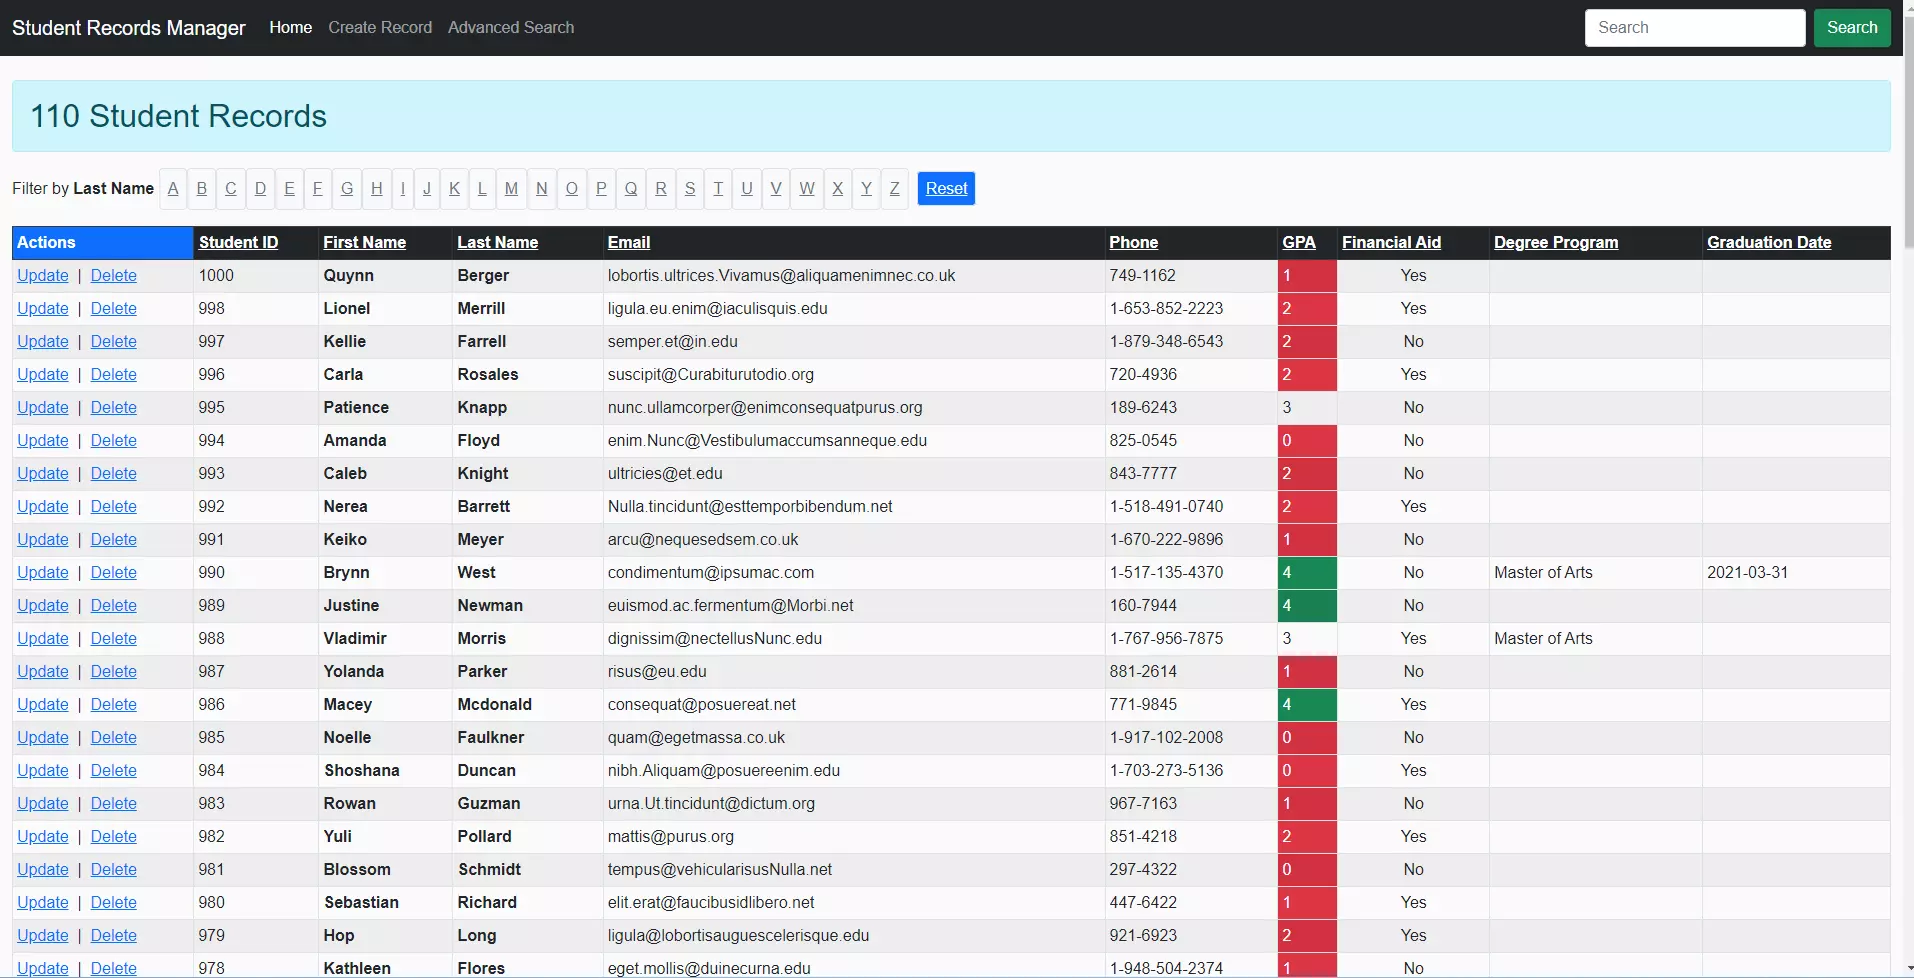 Student Records Manager Home Create Record Advanced Search Search Search
110 Student Records
Filter by Last Name A B C D E F G H I J K L M N O P Q R S T U V W X Y Z Reset
Actions Student ID First Name Last Name Email Phone GPA Financial Aid Degree Program Graduation Date
Update | Delete 1000 Quynn Berger lobortis.ultrices.Vivamus@aliquamenimnec.co.uk 749-1162 1 Yes
Update | Delete 998 Lionel Merrill ligula.eu.enim@iaculisquis.edu 1-653-852-2223 2 Yes
Update | Delete 997 Kellie Farrell semper.et@in.edu 1-879-348-6543 2 No
Update | Delete 996 Carla Rosales suscipit@Curabiturutodio.org 720-4936 2 Yes
Update | Delete 995 Patience Knapp nunc.ullamcorper@enimconsequatpurus.org 189-6243 3 No
Update | Delete 994 Amanda Floyd enim.Nunc@Vestibulumaccumsanneque.edu 825-0545 0 No
Update | Delete 993 Caleb Knight ultricies@et.edu 843-7777 2 No
Update | Delete 992 Nerea Barrett Nulla.tincidunt@esttemporbibendum.net 1-518-491-0740 2 Yes
Update | Delete 991 Keiko Meyer arcu@nequesedsem.co.uk 1-670-222-9896 1 No
Update | Delete 990 Brynn West condimentum@ipsumac.com 1-517-135-4370 4 No Master of Arts 2021-03-31
Update | Delete 989 Justine Newman euismod.ac.fermentum@Morbi.net 160-7944 4 No
Update | Delete 988 Vladimir Morris dignissim@nectellusNunc.edu 1-767-956-7875 3 Yes Master of Arts
Update | Delete 987 Yolanda Parker risus@eu.edu 881-2614 1 No
Update | Delete 986 Macey Mcdonald consequat@posuereat.net 771-9845 4 Yes
Update | Delete 985 Noelle Faulkner quam@egetmassa.co.uk 1-917-102-2008 0 No
Update | Delete 984 Shoshana Duncan nibh.Aliquam@posuereenim.edu 1-703-273-5136 0 Yes
Update | Delete 983 Rowan Guzman urna.Ut.tincidunt@dictum.org 967-7163 1 No
Update | Delete 982 Yuli Pollard mattis@purus.org 851-4218 2 Yes
Update | Delete 981 Blossom Schmidt tempus@vehicularisusNulla.net 297-4322 0 No
Update | Delete 980 Sebastian Richard elit.erat@faucibusidlibero.net 447-6422 1 Yes
Update | Delete 979 Hop Long ligula@lobortisauguescelerisque.edu 921-6923 2 Yes
Update | Delete 978 Kathleen Flores eget.mollis@duinecurna.edu 1-948-504-2374 1 No